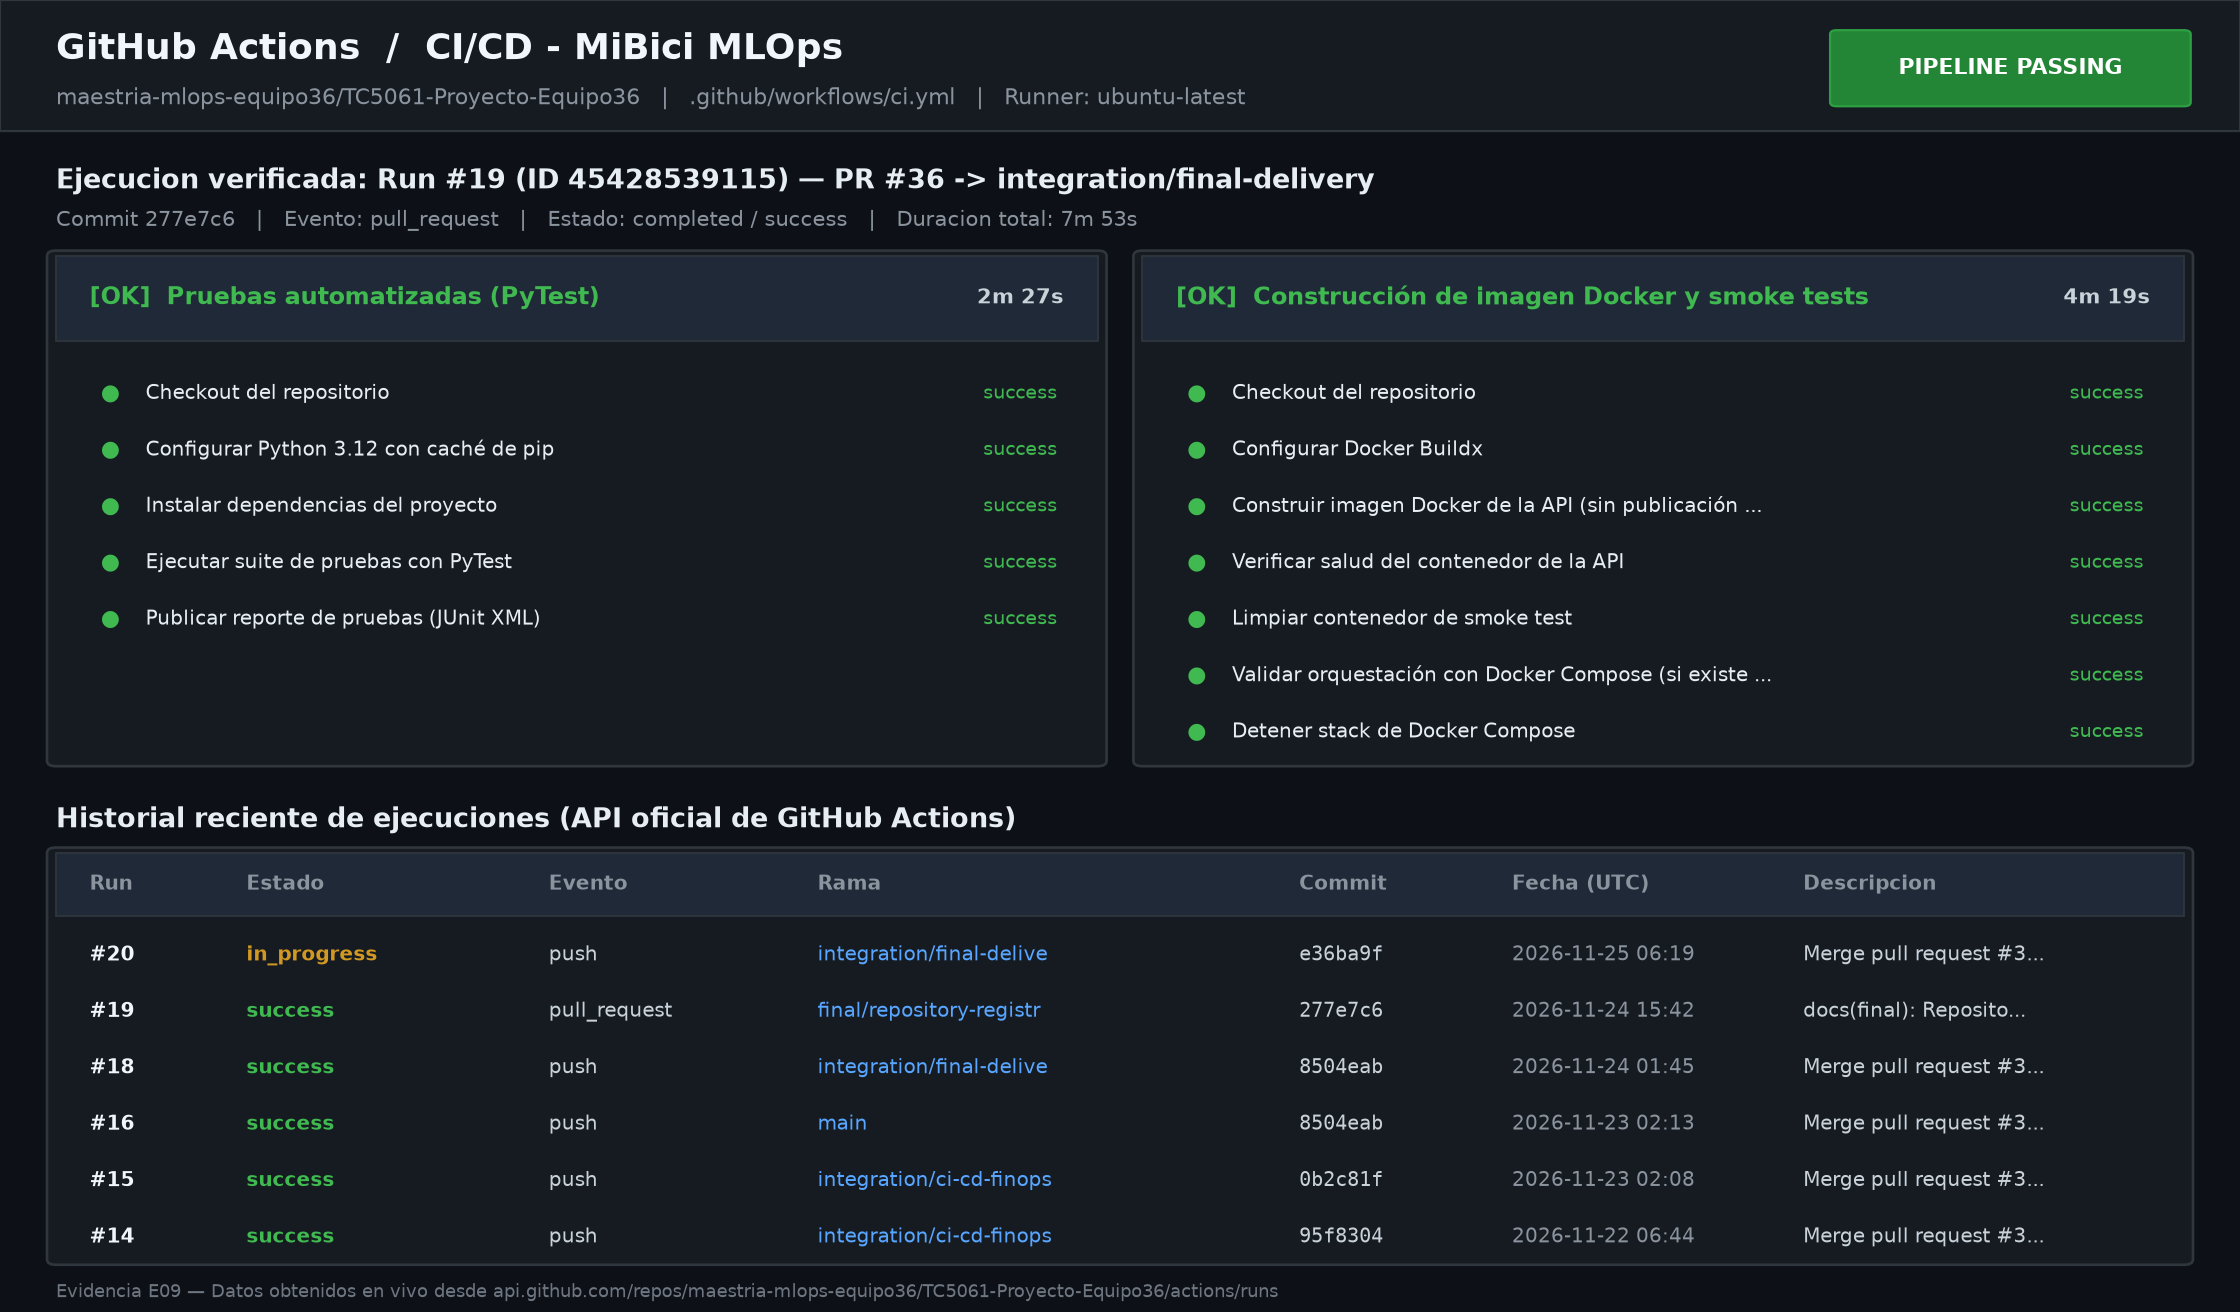 GitHub Actions / CI/CD - MiBici MLOps
maestria-mlops-equipo36/TC5061-Proyecto-Equipo36 | .github/workflows/ci.yml | Runner: ubuntu-latest
PIPELINE PASSING
Ejecucion verificada: Run #19 (ID 45428539115) — PR #36 -> integration/final-delivery
Commit 277e7c6 | Evento: pull_request | Estado: completed / success | Duracion total: 7m 53s
[OK] Pruebas automatizadas (PyTest) 2m 27s
Checkout del repositorio success
Configurar Python 3.12 con caché de pip success
Instalar dependencias del proyecto success
Ejecutar suite de pruebas con PyTest success
Publicar reporte de pruebas (JUnit XML) success
[OK] Construcción de imagen Docker y smoke tests 4m 19s
Checkout del repositorio success
Configurar Docker Buildx success
Construir imagen Docker de la API (sin publicación ... success
Verificar salud del contenedor de la API success
Limpiar contenedor de smoke test success
Validar orquestación con Docker Compose (si existe ... success
Detener stack de Docker Compose success
Historial reciente de ejecuciones (API oficial de GitHub Actions)
Run Estado Evento Rama Commit Fecha (UTC) Descripcion
#20 in_progress push integration/final-delive e36ba9f 2026-11-25 06:19 Merge pull request #3...
#19 success pull_request final/repository-registr 277e7c6 2026-11-24 15:42 docs(final): Reposito...
#18 success push integration/final-delive 8504eab 2026-11-24 01:45 Merge pull request #3...
#16 success push main 8504eab 2026-11-23 02:13 Merge pull request #3...
#15 success push integration/ci-cd-finops 0b2c81f 2026-11-23 02:08 Merge pull request #3...
#14 success push integration/ci-cd-finops 95f8304 2026-11-22 06:44 Merge pull request #3...
Evidencia E09 — Datos obtenidos en vivo desde api.github.com/repos/maestria-mlops-equipo36/TC5061-Proyecto-Equipo36/actions/runs